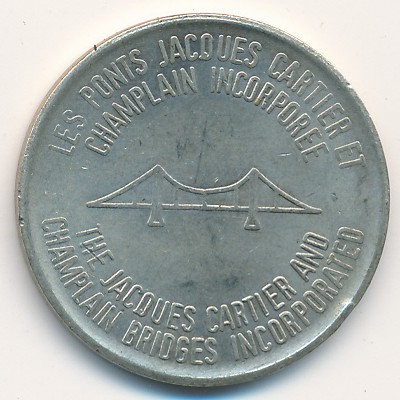 LES PONTS JACQUES CARTIER ET
CHAMPLAIN INCORPOREE
THE JACQUES CARTIER AND
CHAMPLAIN BRIDGES INCORPORATED